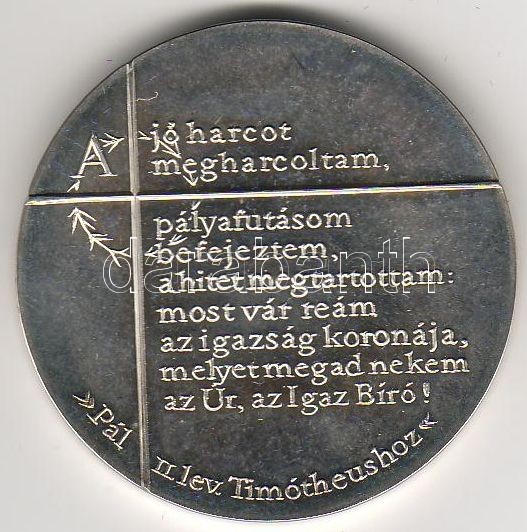 A jó harcot
megharcoltam,
pályafutásom
befejeztem,
a hitet megtartottam:
most vár reám
az igazság koronája,
melyet megad nekem
az Úr, az Igaz Bíró!
»Pál II. lev. Timótheushoz«
darabanth